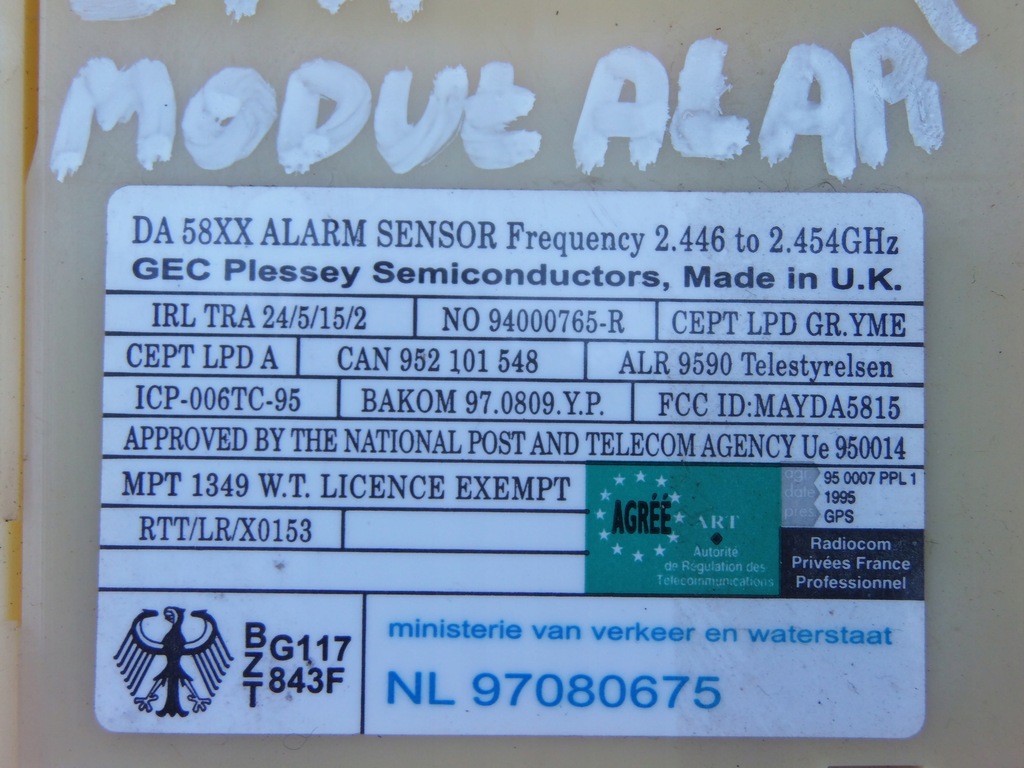 MODUŁ ALAR
DA 58XX ALARM SENSOR Frequency 2.446 to 2.454GHz
GEC Plessey Semiconductors, Made in U.K.
IRL TRA 24/5/15/2 NO 94000765-R CEPT LPD GR.YME
CEPT LPD A CAN 952 101 548 ALR 9590 Telestyrelsen
ICP-006TC-95 BAKOM 97.0809.Y.P. FCC ID:MAYDA5815
APPROVED BY THE NATIONAL POST AND TELECOM AGENCY Ue 950014
MPT 1349 W.T. LICENCE EXEMPT
RTT/LR/X0153
AGRÉÉ
ART
Autorité
de Régulation des
Télécommunications
agr 95 0007 PPL 1
date 1995
pres GPS
Radiocom
Privées France
Professionnel
BZT G117
843F
ministerie van verkeer en waterstaat
NL 97080675